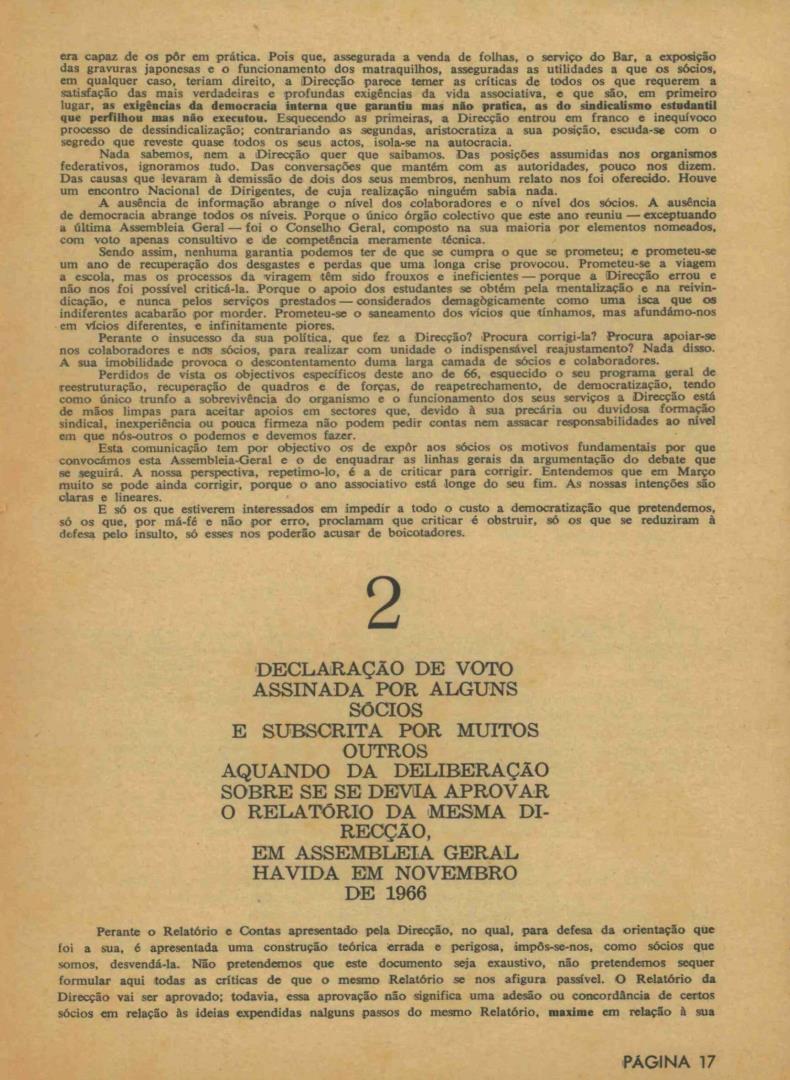 era capaz de os pôr em prática. Pois que, assegurada a venda de folhas, o serviço do Bar, a exposição
das gravuras japonesas e o funcionamento dos matraquilhos, asseguradas as utilidades a que os sócios,
em qualquer caso, teriam direito, a Direcção parece temer as críticas de todos os que requerem a
satisfação das mais verdadeiras e profundas exigências da vida associativa, e que são, em primeiro
lugar, as exigências da democracia interna que garantiu mas não pratica, as do sindicalismo estudantil
que perfilhou mas não executou. Esquecendo as primeiras, a Direcção entrou em franco e inequívoco
processo de dessindicalização; contrariando as segundas, aristocratiza a sua posição, escuda-se com o
segredo que reveste quase todos os seus actos, isola-se na autocracia.
Nada sabemos, nem a Direcção quer que saibamos. Das posições assumidas nos organismos
federativos, ignoramos tudo. Das conversações que mantém com as autoridades, pouco nos dizem.
Das causas que levaram à demissão de dois dos seus membros, nenhum relato nos foi oferecido. Houve
um encontro Nacional de Dirigentes, de cuja realização ninguém sabia nada.
A ausência de informação abrange o nível dos colaboradores e o nível dos sócios. A ausência
de democracia abrange todos os níveis. Porque o único órgão colectivo que este ano reuniu — exceptuando
a última Assembleia Geral — foi o Conselho Geral, composto na sua maioria por elementos nomeados,
com voto apenas consultivo e de competência meramente técnica.
Sendo assim, nenhuma garantia podemos ter de que se cumpra o que se prometeu; e prometeu-se
um ano de recuperação dos desgastes e perdas que uma longa crise provocou. Prometeu-se a viagem
a escola, mas os processos da viragem têm sido frouxos e ineficientes — porque a Direcção errou e
não nos foi possível criticá-la. Porque o apoio dos estudantes se obtém pela mentalização e na reivin-
dicação, e nunca pelos serviços prestados — considerados demagògicamente como uma isca que os
indiferentes acabarão por morder. Prometeu-se o saneamento dos vícios que tínhamos, mas afundámo-nos
em vícios diferentes, e infinitamente piores.
Perante o insucesso da sua política, que fez a Direcção? Procura corrigi-la? Procura apoiar-se
nos colaboradores e nos sócios, para realizar com unidade o indispensável reajustamento? Nada disso.
A sua imobilidade provoca o descontentamento duma larga camada de sócios e colaboradores.
Perdidos de vista os objectivos específicos deste ano de 66, esquecido o seu programa geral de
reestruturação, recuperação de quadros e de forças, de reapetrechamento, de democratização, tendo
como único trunfo a sobrevivência do organismo e o funcionamento dos seus serviços a Direcção está
de mãos limpas para aceitar apoios em sectores que, devido à sua precária ou duvidosa formação
sindical, inexperiência ou pouca firmeza não podem pedir contas nem assacar responsabilidades ao nível
em que nós-outros o podemos e devemos fazer.
Esta comunicação tem por objectivo os de expôr aos sócios os motivos fundamentais por que
convocámos esta Assembleia-Geral e o de enquadrar as linhas gerais da argumentação do debate que
se seguirá. A nossa perspectiva, repetimo-lo, é a de criticar para corrigir. Entendemos que em Março
muito se pode ainda corrigir, porque o ano associativo está longe do seu fim. As nossas intenções são
claras e lineares.
E só os que estiverem interessados em impedir a todo o custo a democratização que pretendemos,
só os que, por má-fé e não por erro, proclamam que criticar é obstruir, só os que se reduziram à
defesa pelo insulto, só esses nos poderão acusar de boicotadores.
2
DECLARAÇÃO DE VOTO
ASSINADA POR ALGUNS
SÓCIOS
E SUBSCRITA POR MUITOS
OUTROS
AQUANDO DA DELIBERAÇÃO
SOBRE SE SE DEVIA APROVAR
O RELATÓRIO DA MESMA DI-
RECÇÃO,
EM ASSEMBLEIA GERAL
HAVIDA EM NOVEMBRO
DE 1966
Perante o Relatório e Contas apresentado pela Direcção, no qual, para defesa da orientação que
foi a sua, é apresentada uma construção teórica errada e perigosa, impôs-se-nos, como sócios que
somos, desvendá-la. Não pretendemos que este documento seja exaustivo, não pretendemos sequer
formular aqui todas as críticas de que o mesmo Relatório se nos afigura passível. O Relatório da
Direcção vai ser aprovado; todavia, essa aprovação não significa uma adesão ou concordância de certos
sócios em relação às ideias expendidas nalguns passos do mesmo Relatório, maxime em relação à sua
PÁGINA 17